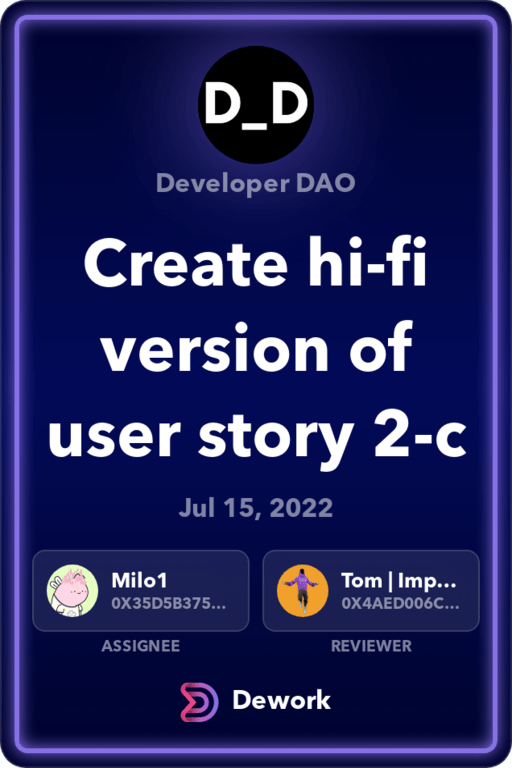 D_D
Developer DAO
Create hi-fi
version of
user story 2-c
Jul 15, 2022
Milo1
0X35D5B375...
Tom | Imp...
0X4AED006C...
ASSIGNEE
REVIEWER
Dework